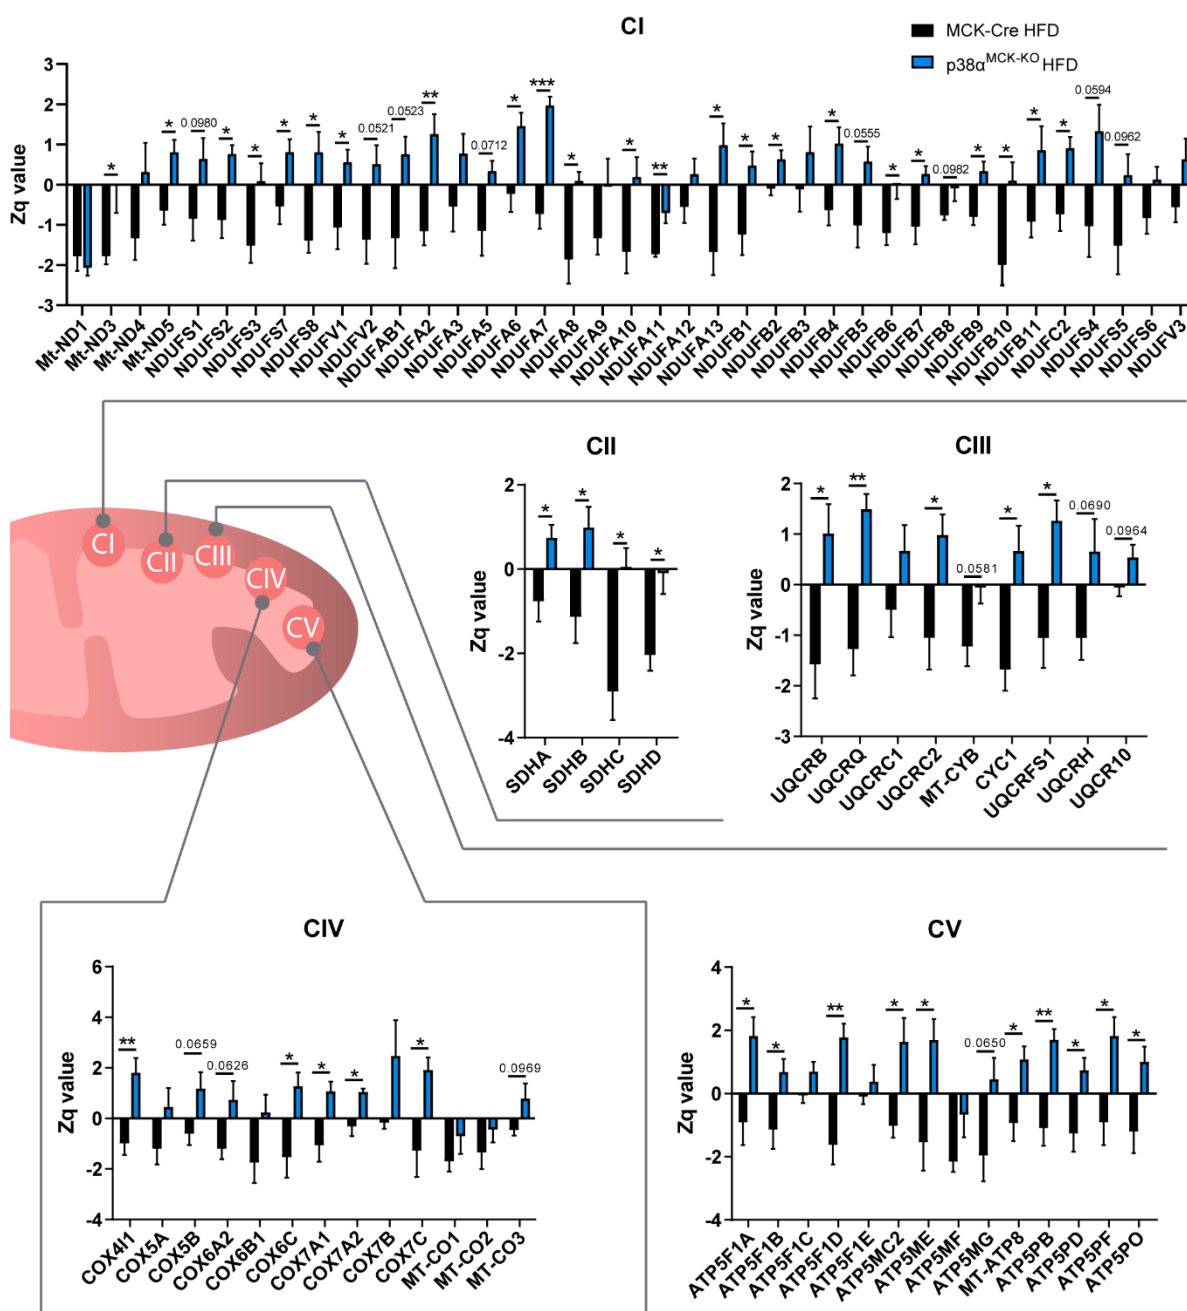 CI
MCK-Cre HFD
p38α^MCK-KO HFD
Zq value
3
2
1
0
-1
-2
-3
* 0.0980 * * * * * 0.0521 0.0523 ** 0.0712 * *** * * ** * * * * 0.0555 * * 0.0982 * * * * 0.0594 0.0962
Mt-ND1 Mt-ND3 Mt-ND4 Mt-ND5 NDUFS1 NDUFS2 NDUFS3 NDUFS7 NDUFS8 NDUFV1 NDUFV2 NDUFAB1 NDUFA2 NDUFA3 NDUFA5 NDUFA6 NDUFA7 NDUFA8 NDUFA9 NDUFA10 NDUFA11 NDUFA12 NDUFA13 NDUFB1 NDUFB2 NDUFB3 NDUFB4 NDUFB5 NDUFB6 NDUFB7 NDUFB8 NDUFB9 NDUFB10 NDUFB11 NDUFC2 NDUFS4 NDUFS5 NDUFS6 NDUFV3
CI
CII
CIII
CIV
CV
CII
Zq value
2
0
-2
-4
* * * *
SDHA SDHB SDHC SDHD
CIII
Zq value
2
1
0
-1
-2
-3
* ** * 0.0581 * * 0.0690 0.0964
UQCRB UQCRQ UQCRC1 UQCRC2 MT-CYB CYC1 UQCRFS1 UQCRH UQCR10
CIV
Zq value
6
4
2
0
-2
-4
** 0.0659 0.0626 * * * * 0.0969
COX4I1 COX5A COX5B COX6A2 COX6B1 COX6C COX7A1 COX7A2 COX7B COX7C MT-CO1 MT-CO2 MT-CO3
CV
Zq value
4
2
0
-2
-4
* * ** * * 0.0650 * ** * * *
ATP5F1A ATP5F1B ATP5F1C ATP5F1D ATP5F1E ATP5MC2 ATP5ME ATP5MF ATP5MG MT-ATP8 ATP5PB ATP5PD ATP5PF ATP5PO